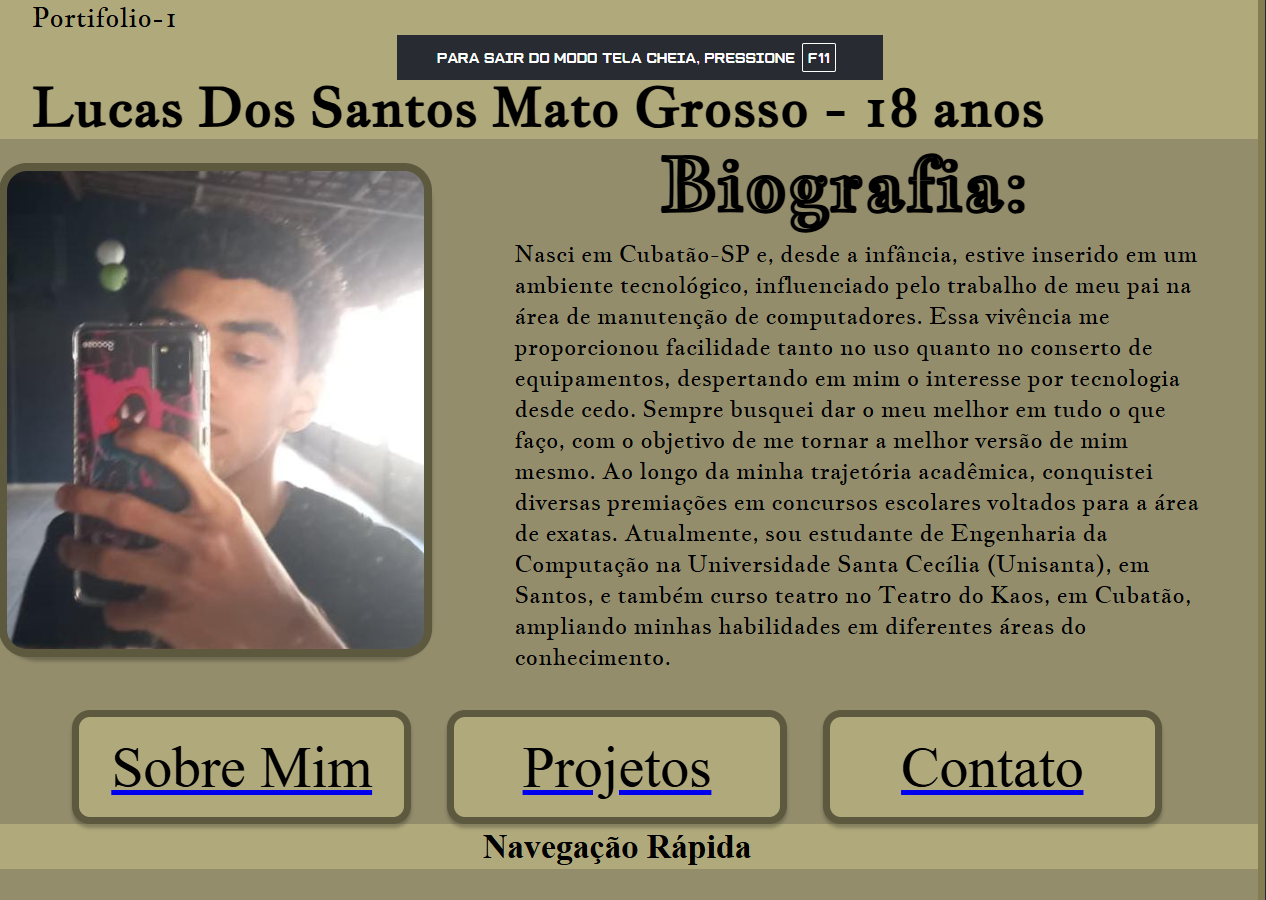 Portifolio-1
PARA SAIR DO MODO TELA CHEIA, PRESSIONE F11
Lucas Dos Santos Mato Grosso - 18 anos
Biografia:
Nasci em Cubatão-SP e, desde a infância, estive inserido em um
ambiente tecnológico, influenciado pelo trabalho de meu pai na
área de manutenção de computadores. Essa vivência me
proporcionou facilidade tanto no uso quanto no conserto de
equipamentos, despertando em mim o interesse por tecnologia
desde cedo. Sempre busquei dar o meu melhor em tudo o que
faço, com o objetivo de me tornar a melhor versão de mim
mesmo. Ao longo da minha trajetória acadêmica, conquistei
diversas premiações em concursos escolares voltados para a área
de exatas. Atualmente, sou estudante de Engenharia da
Computação na Universidade Santa Cecília (Unisanta), em
Santos, e também curso teatro no Teatro do Kaos, em Cubatão,
ampliando minhas habilidades em diferentes áreas do
conhecimento.
Sobre Mim
Projetos
Contato
Navegação Rápida